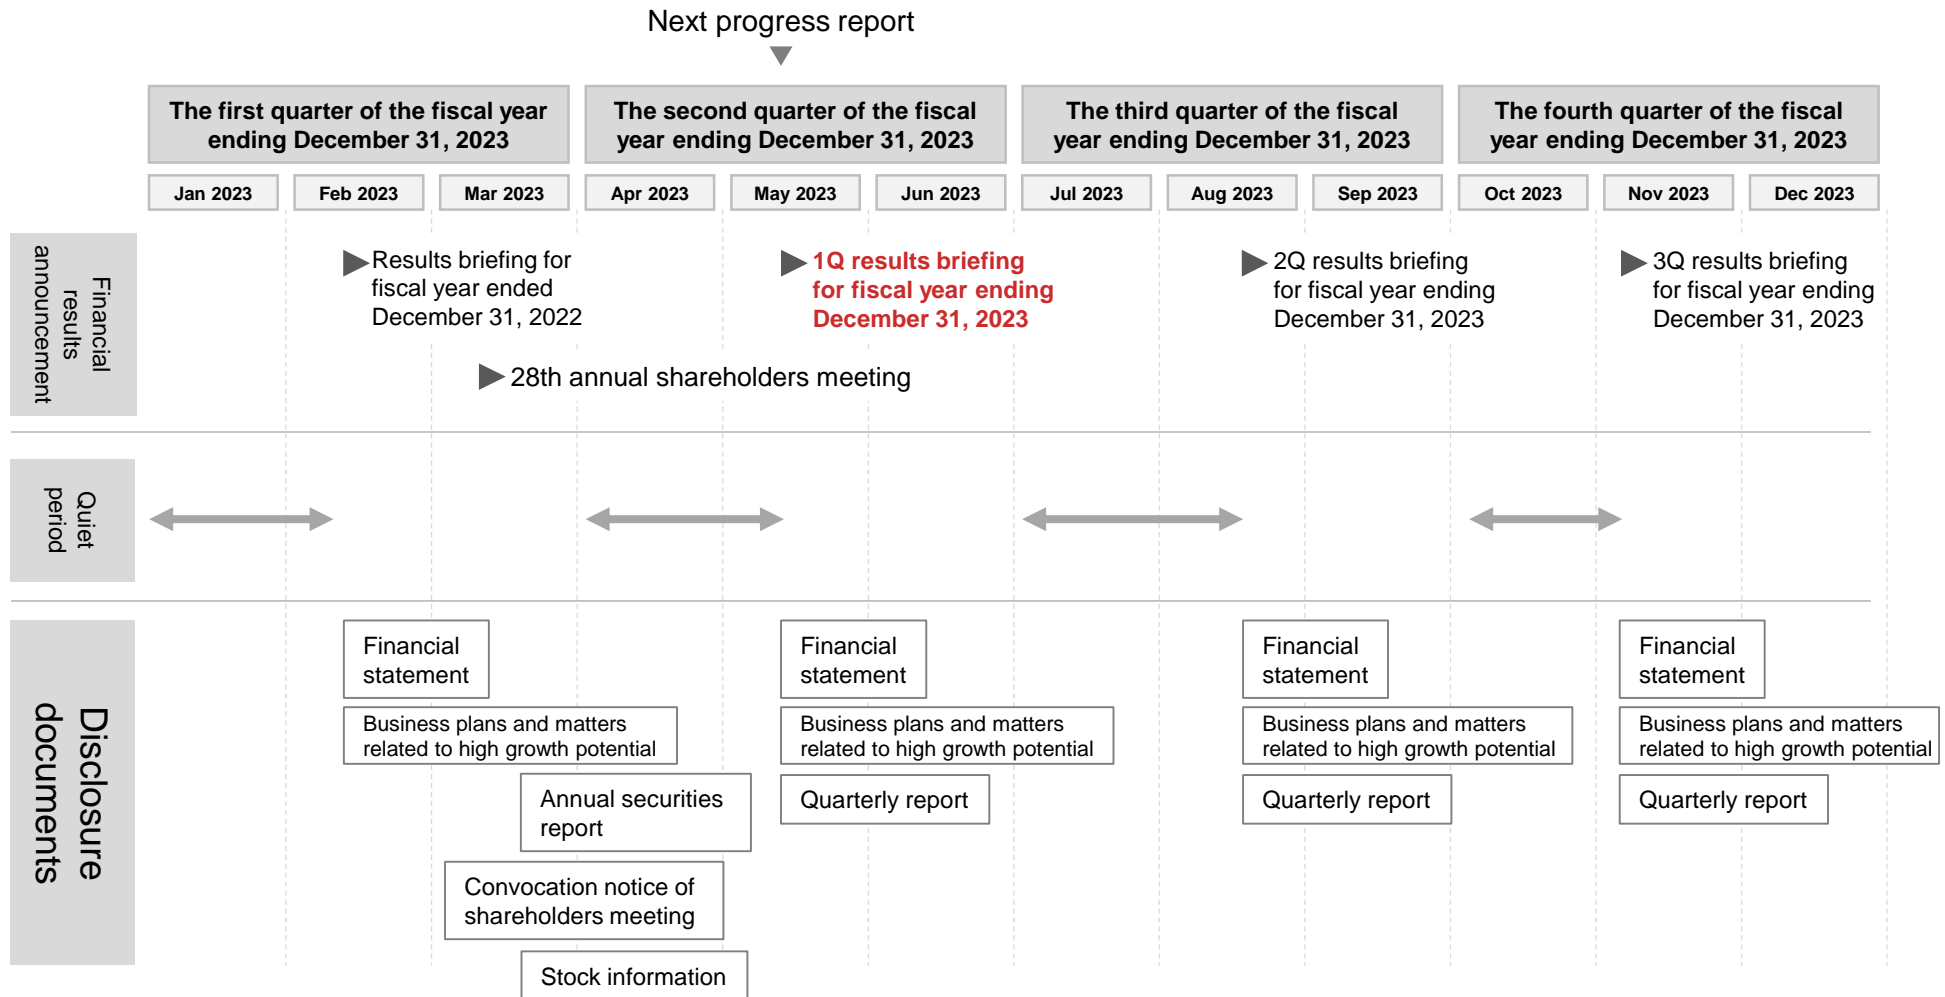 Next progress report
The first quarter of the fiscal year
ending December 31, 2023
The second quarter of the fiscal
year ending December 31, 2023
The third quarter of the fiscal
year ending December 31, 2023
The fourth quarter of the fiscal
year ending December 31, 2023
Jan 2023
Feb 2023
Mar 2023
Apr 2023
May 2023
Jun 2023
Jul 2023
Aug 2023
Sep 2023
Oct 2023
Nov 2023
Dec 2023
Financial
results
announcement
Results briefing for
fiscal year ended
December 31, 2022
1Q results briefing
for fiscal year ending
December 31, 2023
2Q results briefing
for fiscal year ending
December 31, 2023
3Q results briefing
for fiscal year ending
December 31, 2023
28th annual shareholders meeting
Quiet
period
Disclosure
documents
Financial
statement
Business plans and matters
related to high growth potential
Annual securities
report
Convocation notice of
shareholders meeting
Stock information
Financial
statement
Business plans and matters
related to high growth potential
Quarterly report
Financial
statement
Business plans and matters
related to high growth potential
Quarterly report
Financial
statement
Business plans and matters
related to high growth potential
Quarterly report